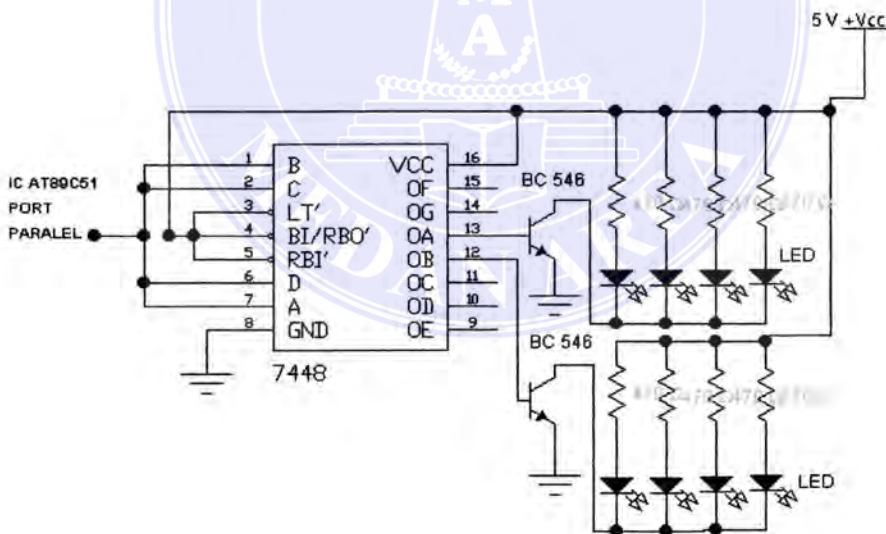 5 V +Vcc
IC AT89C51
PORT
PARALEL
1 B VCC 16
2 C OF 15
3 LT' OG 14
4 BI/RBO' OA 13
5 RBI' OB 12
6 D OC 11
7 A OD 10
8 GND OE 9
7448
BC 546
LED
BC 546
LED
A